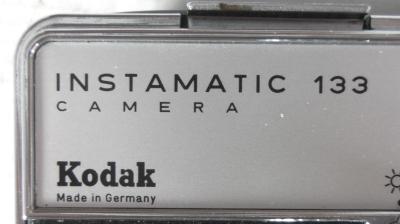 INSTAMATIC 133
CAMERA
Kodak
Made in Germany